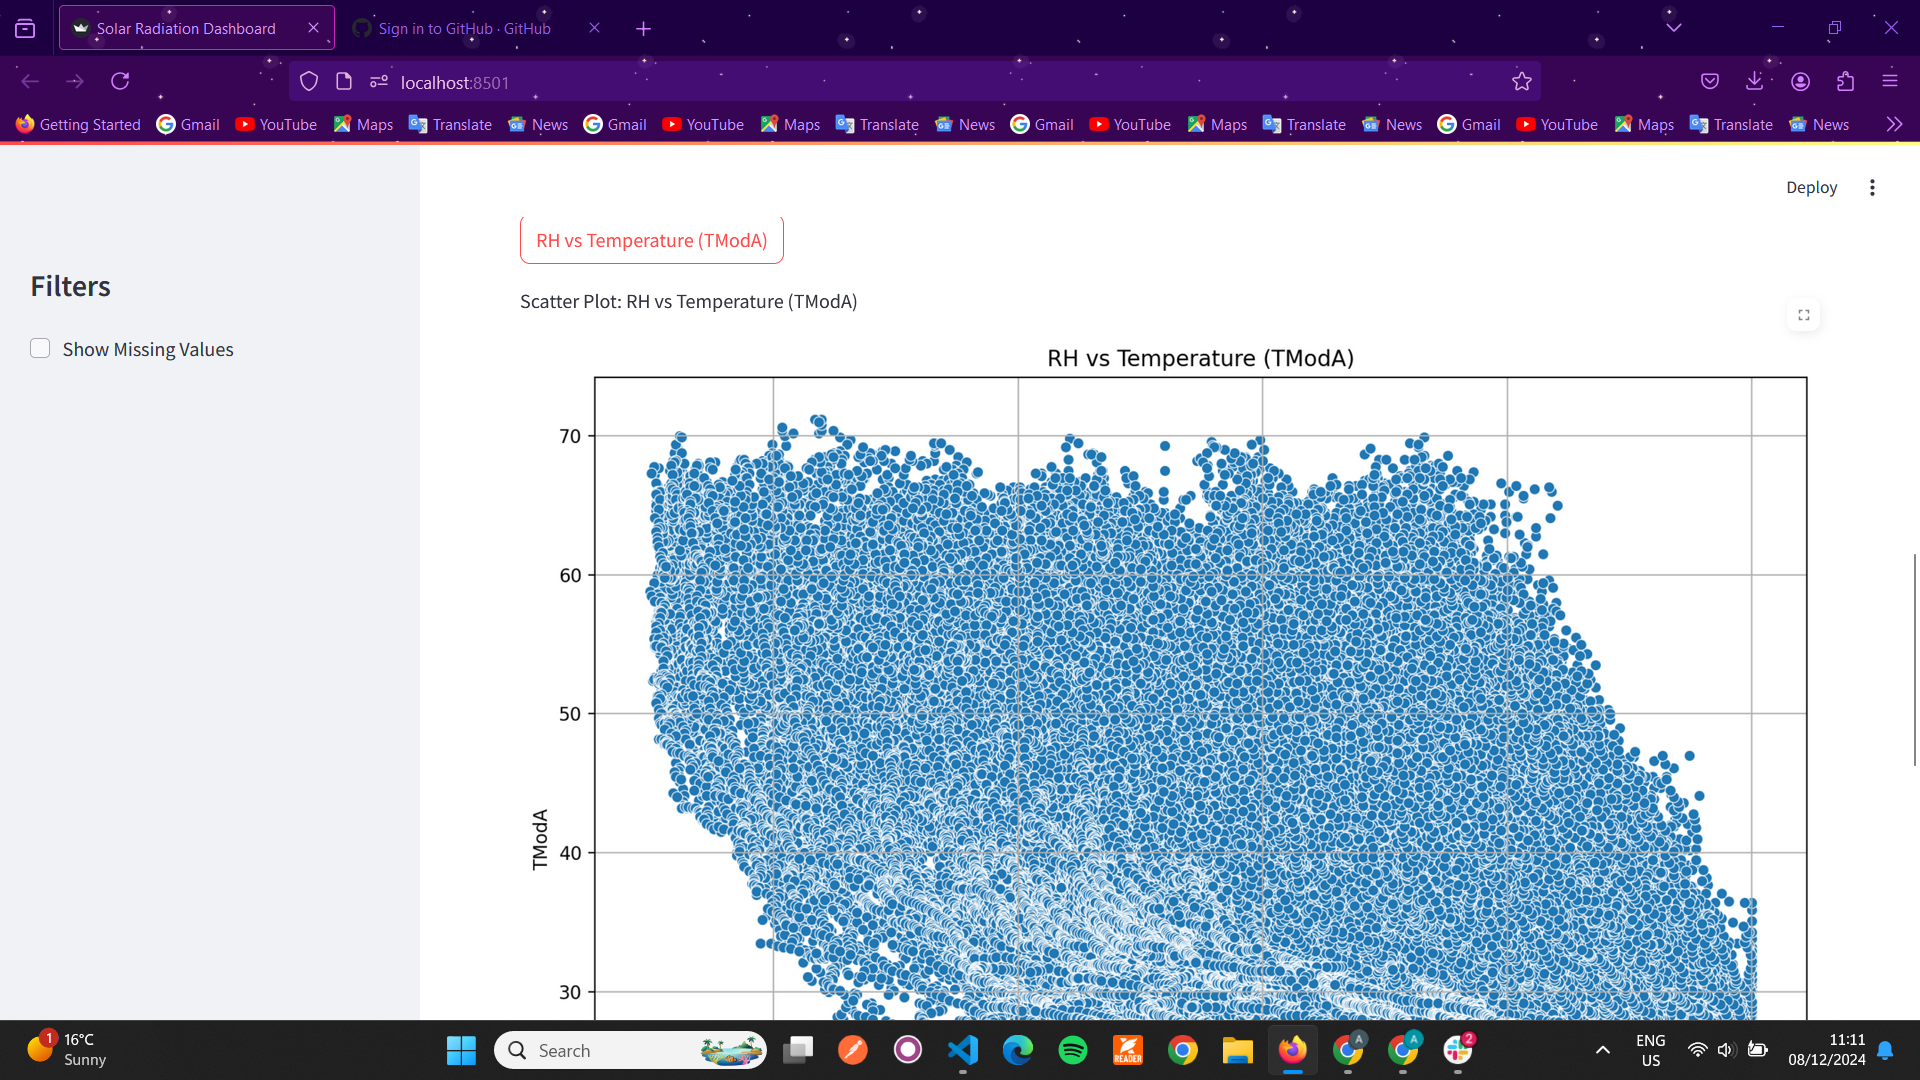 Solar Radiation Dashboard
Sign in to GitHub · GitHub
localhost:8501
Getting Started Gmail YouTube Maps Translate News Gmail YouTube Maps Translate News Gmail YouTube Maps Translate News Gmail YouTube Maps Translate News
Deploy
RH vs Temperature (TModA)
Filters
Scatter Plot: RH vs Temperature (TModA)
Show Missing Values
RH vs Temperature (TModA)
70
60
50
TModA
40
30
1
16°C
Sunny
Search
READER
A
A
2
ENG
US
11:11
08/12/2024